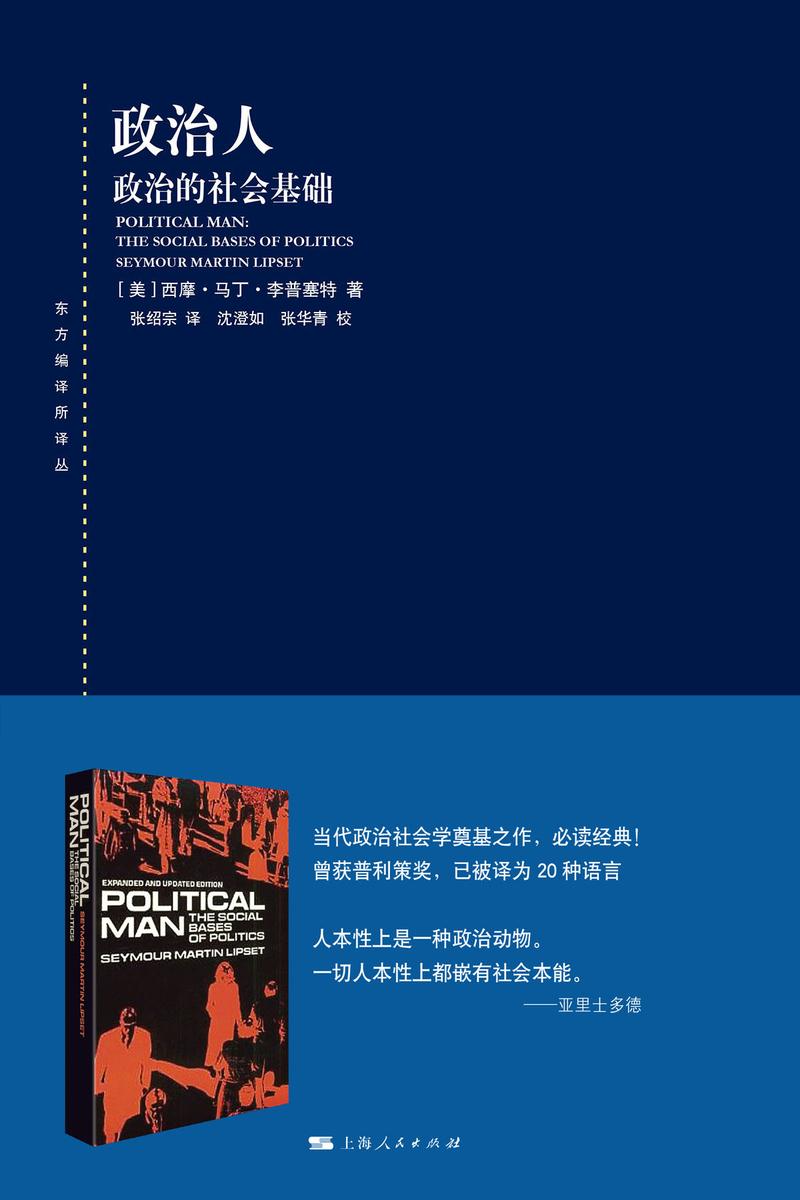 政治人
政治的社会基础
POLITICAL MAN:
THE SOCIAL BASES OF POLITICS
SEYMOUR MARTIN LIPSET
［美］西摩·马丁·李普塞特 著
张绍宗 译 沈澄如 张华青 校
东方编译所译丛
POLITICAL
MAN THE SOCIAL
BASES OF POLITICS
SEYMOUR MARTIN LIPSET
EXPANDED AND UPDATED EDITION
POLITICAL
MAN THE SOCIAL
BASES
OF POLITICS
SEYMOUR MARTIN LIPSET
当代政治社会学奠基之作，必读经典！
曾获普利策奖，已被译为 20 种语言
人本性上是一种政治动物。
一切人本性上都嵌有社会本能。
——亚里士多德
上海人民出版社